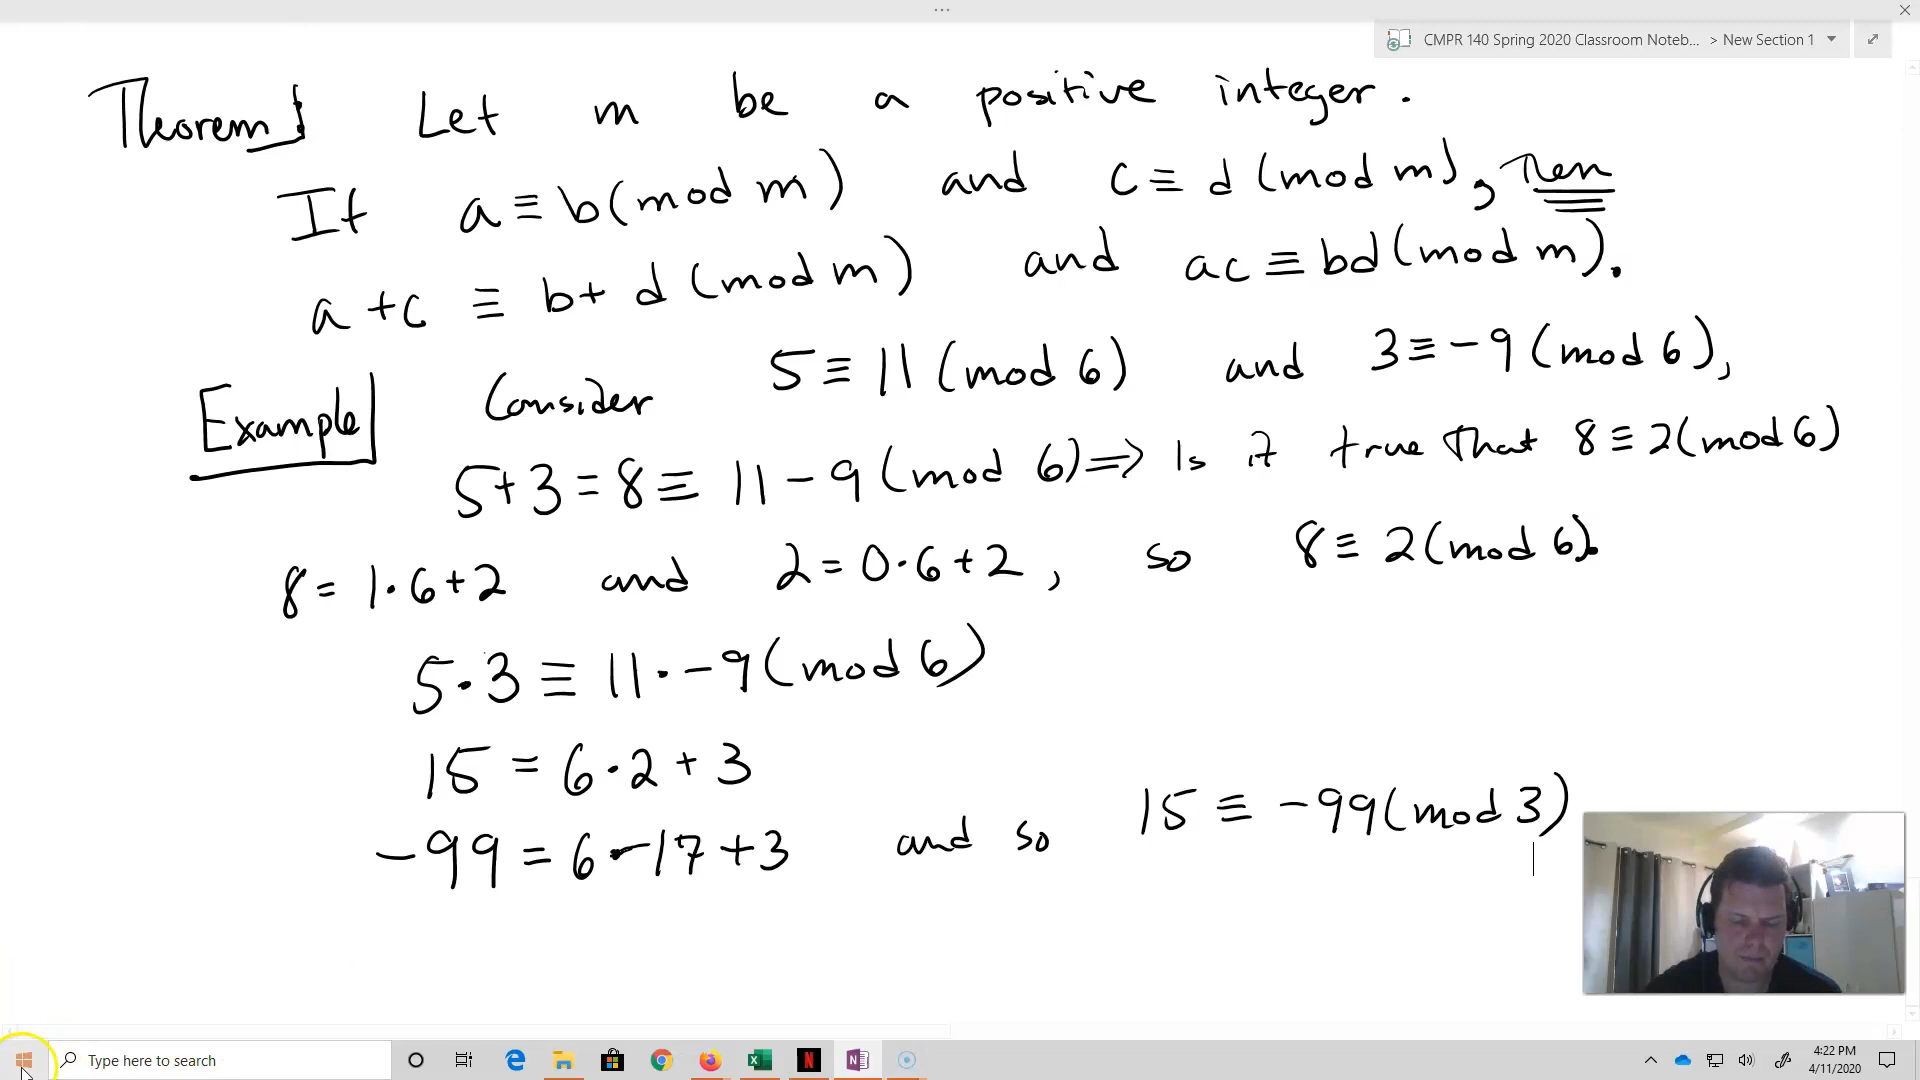 ...
CMPR 140 Spring 2020 Classroom Noteb... > New Section 1
Theorem Let m be a positive integer.
If a ≡ b (mod m) and c ≡ d (mod m), then
a + c ≡ b + d (mod m) and ac ≡ bd (mod m).
Example Consider 5 ≡ 11 (mod 6) and 3 ≡ -9 (mod 6),
5 + 3 = 8 ≡ 11 - 9 (mod 6) ⇒ Is it true that 8 ≡ 2 (mod 6)
8 = 1·6 + 2 and 2 = 0·6 + 2, so 8 ≡ 2 (mod 6).
5·3 ≡ 11·-9 (mod 6)
15 = 6·2 + 3
-99 = 6·-17 + 3 and so 15 ≡ -99 (mod 3)
Type here to search
4:22 PM
4/11/2020